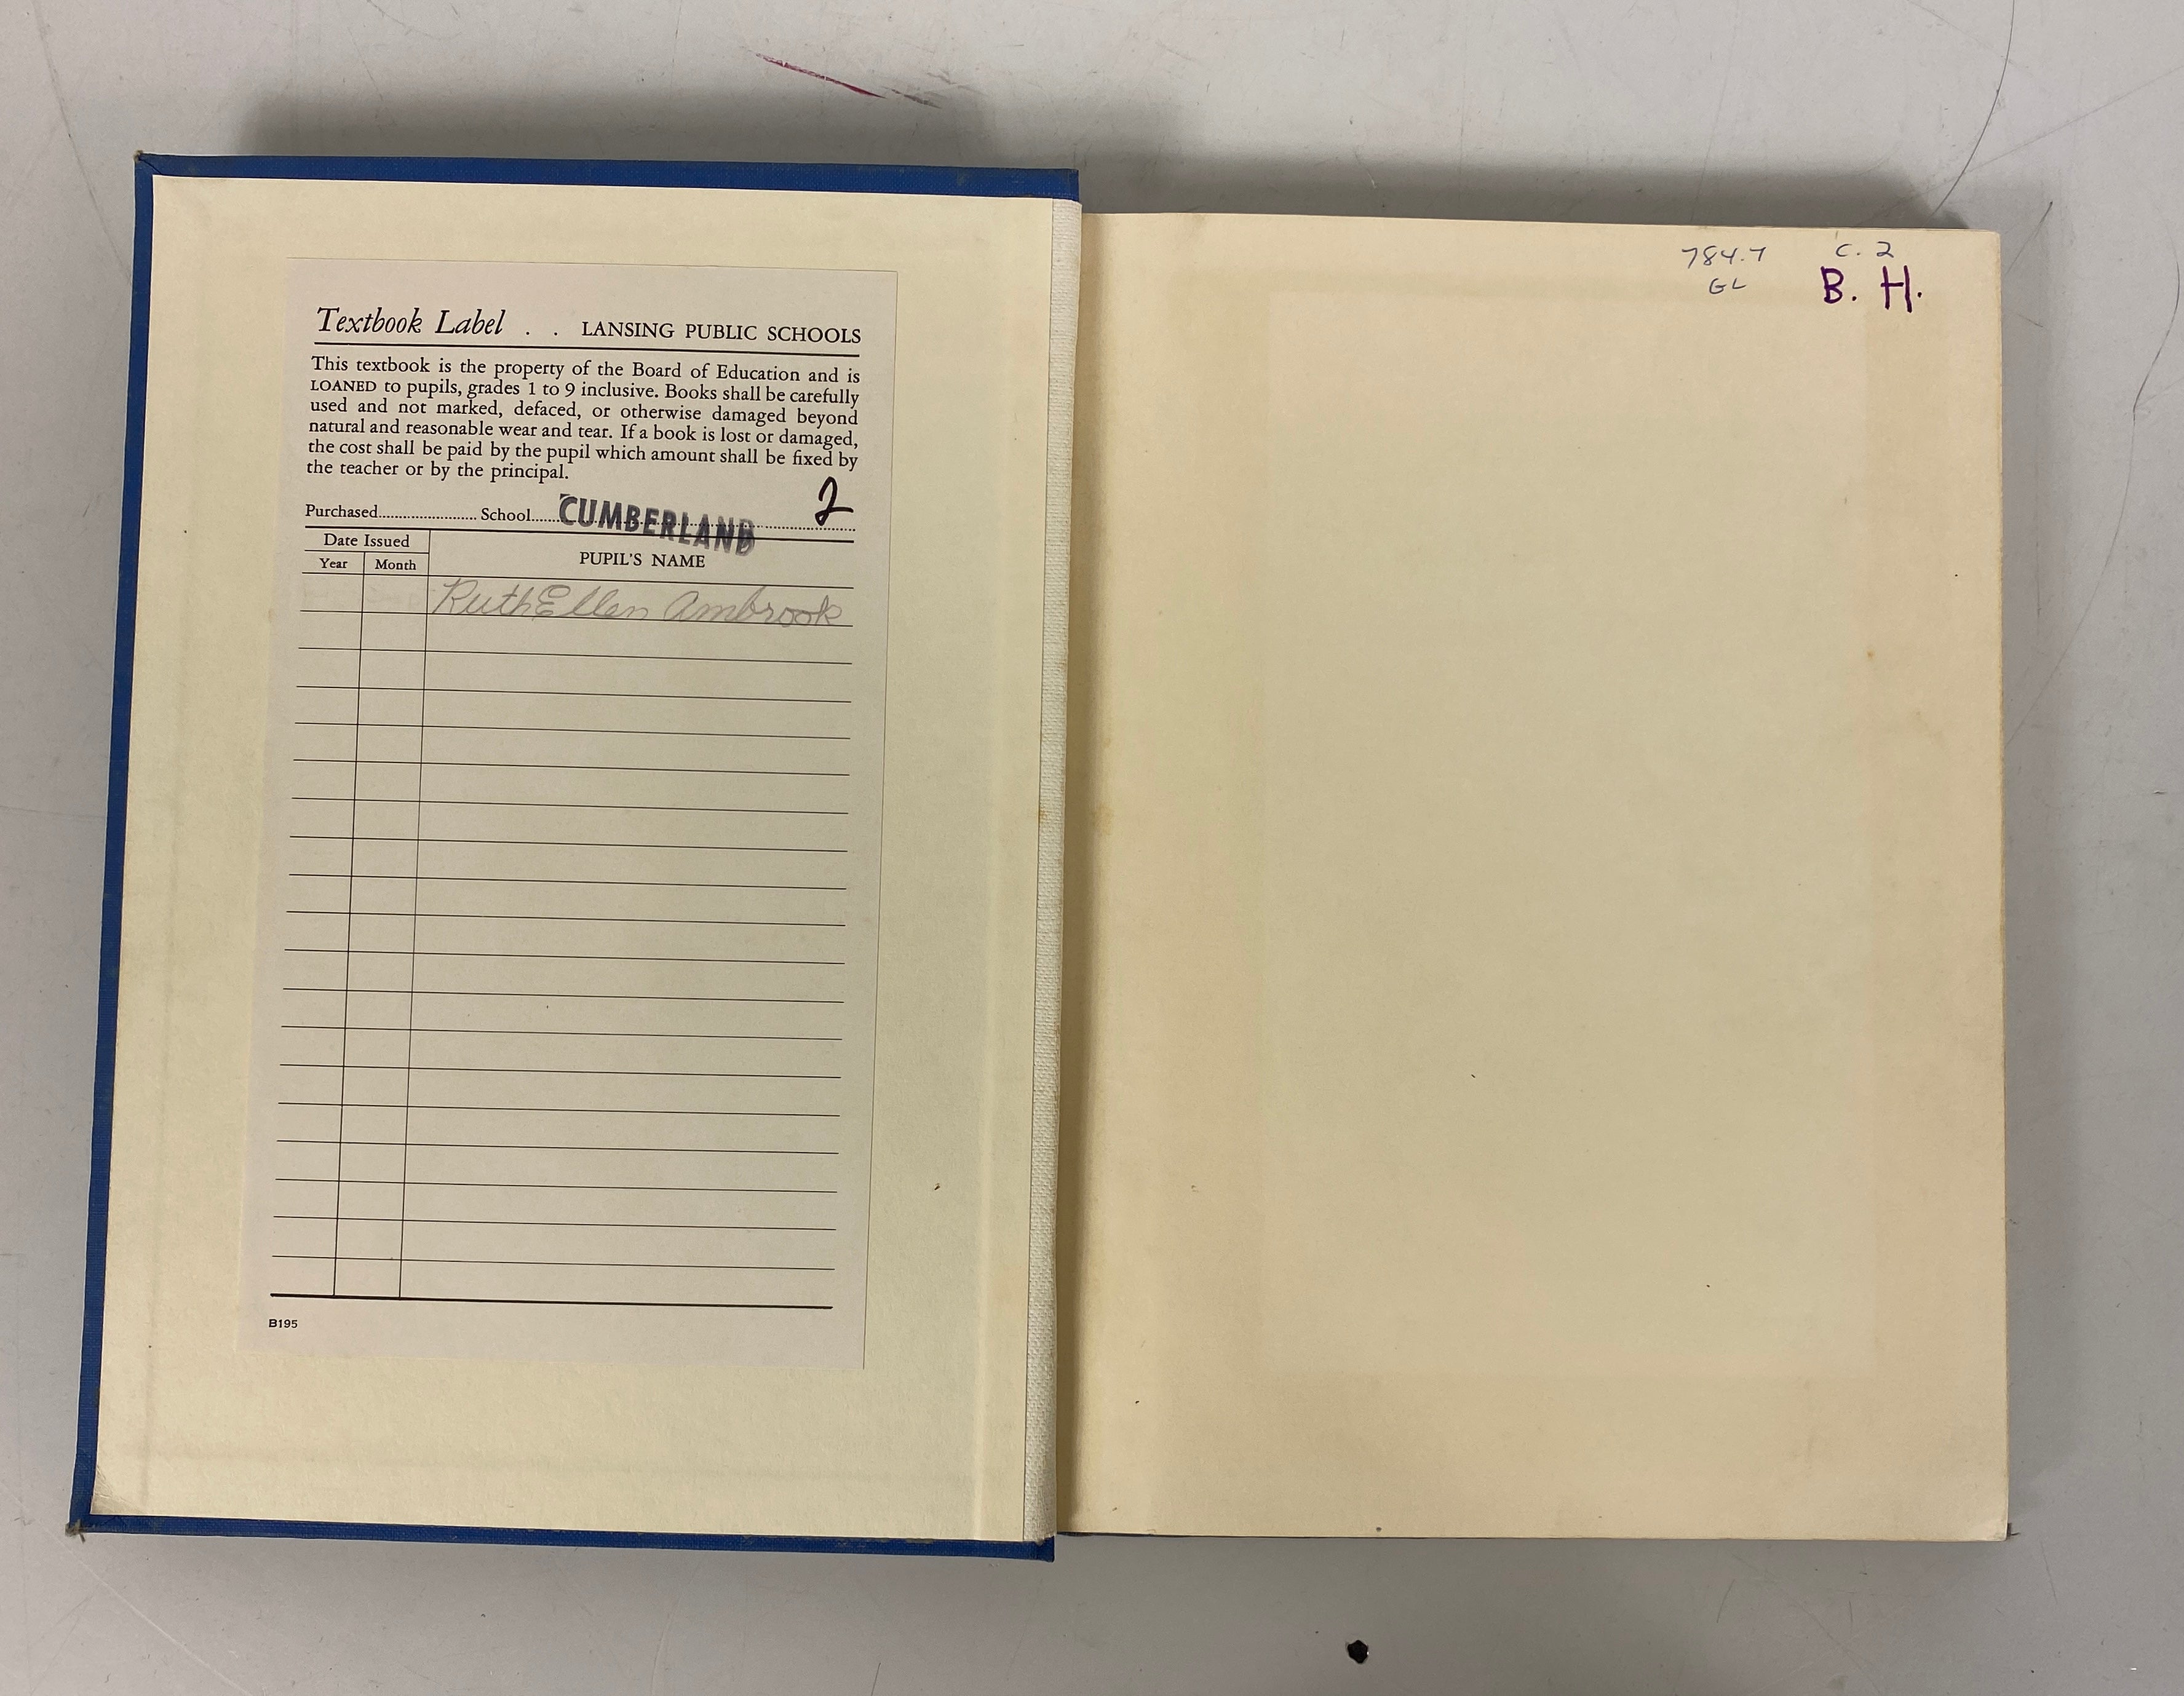 Textbook Label . . LANSING PUBLIC SCHOOLS
This textbook is the property of the Board of Education and is
LOANED to pupils, grades 1 to 9 inclusive. Books shall be carefully
used and not marked, defaced, or otherwise damaged beyond
natural and reasonable wear and tear. If a book is lost or damaged,
the cost shall be paid by the pupil which amount shall be fixed by
the teacher or by the principal.
Purchased........................ School...... CUMBERLAND 2
Date Issued
Year Month PUPIL'S NAME
Ruth Ellen Ambrook
B195
784.7 c. 2
GL B. H.